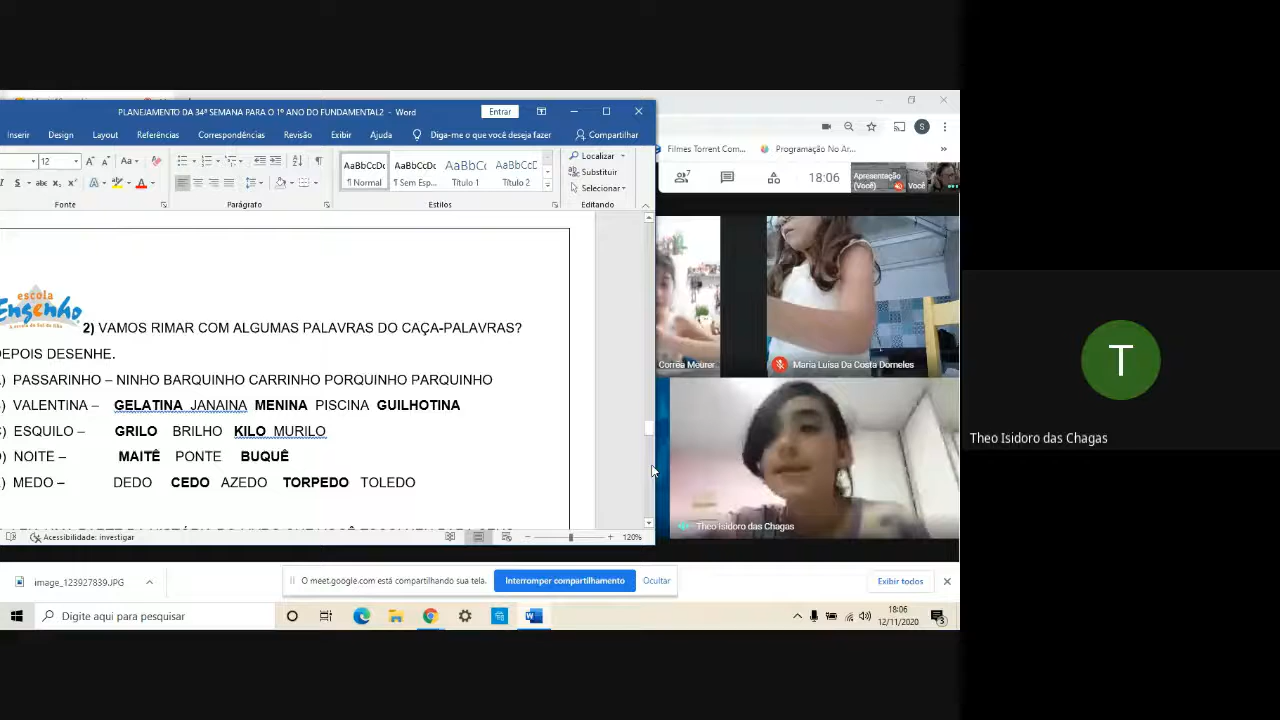 PLANEJAMENTO DA 34ª SEMANA PARA O 1º ANO DO FUNDAMENTAL2 - Word
Entrar
Inserir Design Layout Referências Correspondências Revisão Exibir Ajuda Diga-me o que você deseja fazer Compartilhar
12 Aa
AaBbCcDc AaBbCcDc AaBbCc AaBbCcC
Normal Sem Esp... Título 1 Título 2
Localizar
Substituir
Selecionar
Fonte Parágrafo Estilos Editando
Filmes Torrent Com... Programação No Ar...
S
7
18:06
Apresentação (Você)
Você
escola
Engenho
2) VAMOS RIMAR COM ALGUMAS PALAVRAS DO CAÇA-PALAVRAS?
DEPOIS DESENHE.
) PASSARINHO – NINHO BARQUINHO CARRINHO PORQUINHO PARQUINHO
) VALENTINA – GELATINA JANAINA MENINA PISCINA GUILHOTINA
) ESQUILO – GRILO BRILHO KILO MURILO
) NOITE – MAITÊ PONTE BUQUÊ
) MEDO – DEDO CEDO AZEDO TORPEDO TOLEDO
Acessibilidade: investigar
120%
Corrêa Meurer
Maria Luisa Da Costa Dorneles
Theo Isidoro das Chagas
T
Theo Isidoro das Chagas
image_123927839.JPG
O meet.google.com está compartilhando sua tela.
Interromper compartilhamento
Ocultar
Exibir todos
Digite aqui para pesquisar
18:06
12/11/2020
3